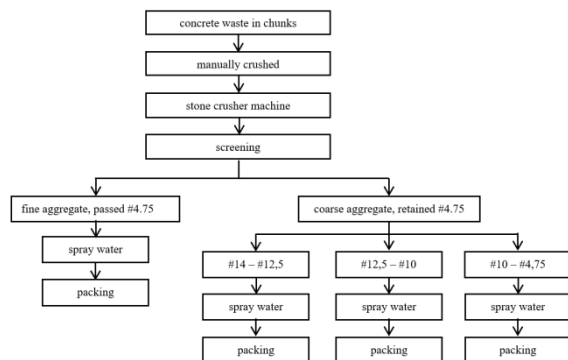 concrete waste in chunks
manually crushed
stone crusher machine
screening
fine aggregate, passed #4.75
coarse aggregate, retained #4.75
spray water
packing
#14 – #12,5
#12,5 – #10
#10 – #4,75
spray water
spray water
spray water
packing
packing
packing